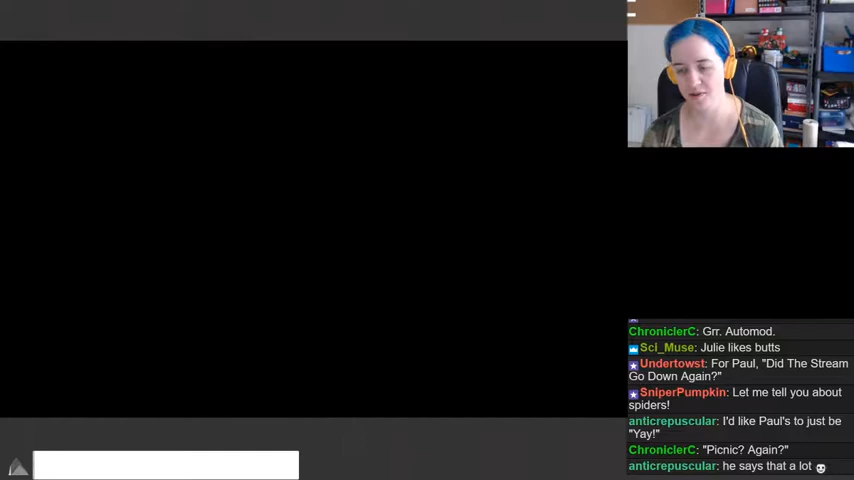 ChroniclerC: Grr. Automod.
Sci_Muse: Julie likes butts
Undertowst: For Paul, "Did The Stream
Go Down Again?"
SniperPumpkin: Let me tell you about
spiders!
anticrepuscular: I'd like Paul's to just be
"Yay!"
ChroniclerC: "Picnic? Again?"
anticrepuscular: he says that a lot